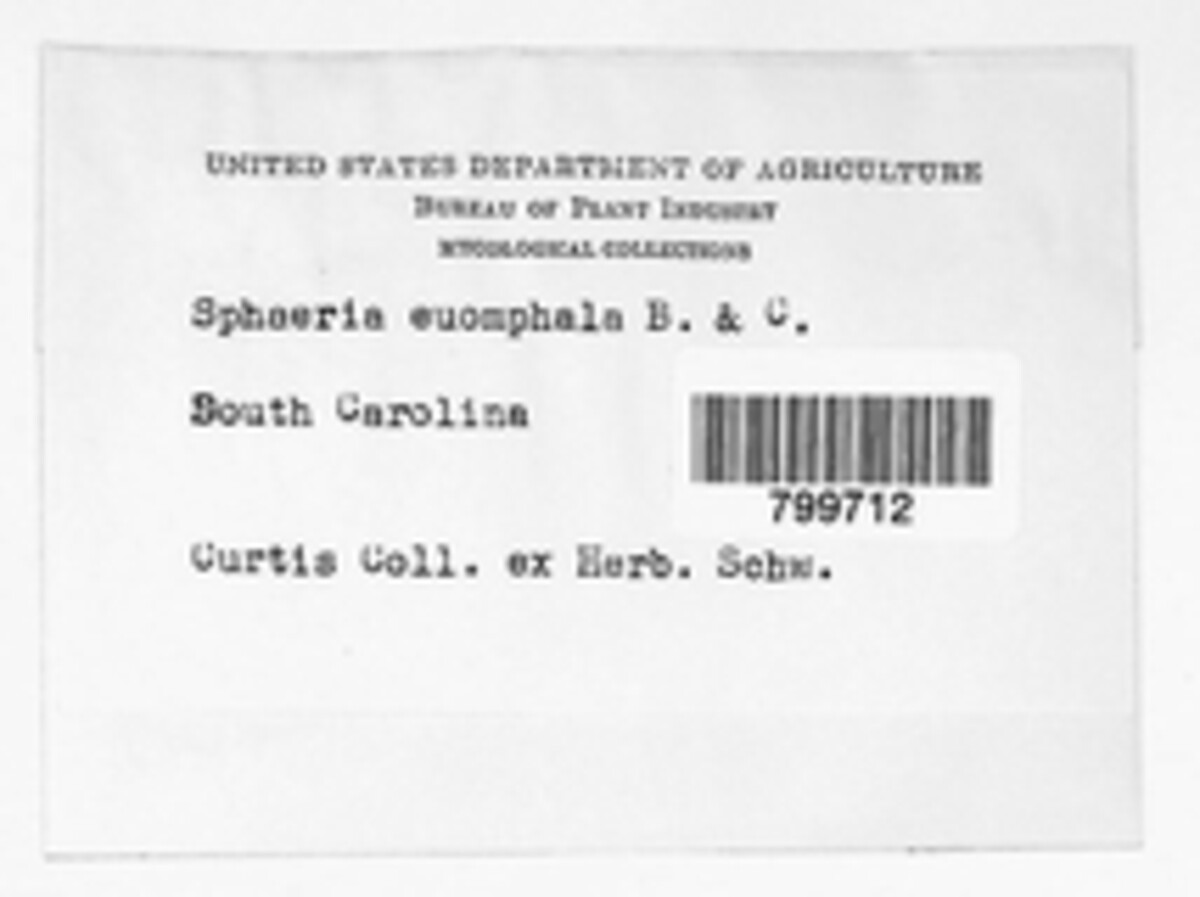 UNITED STATES DEPARTMENT OF AGRICULTURE
BUREAU OF PLANT INDUSTRY
MYCOLOGICAL COLLECTIONS
Sphaeria euomphala B. & C.
South Carolina
799712
Curtis Coll. ex Herb. Schw.